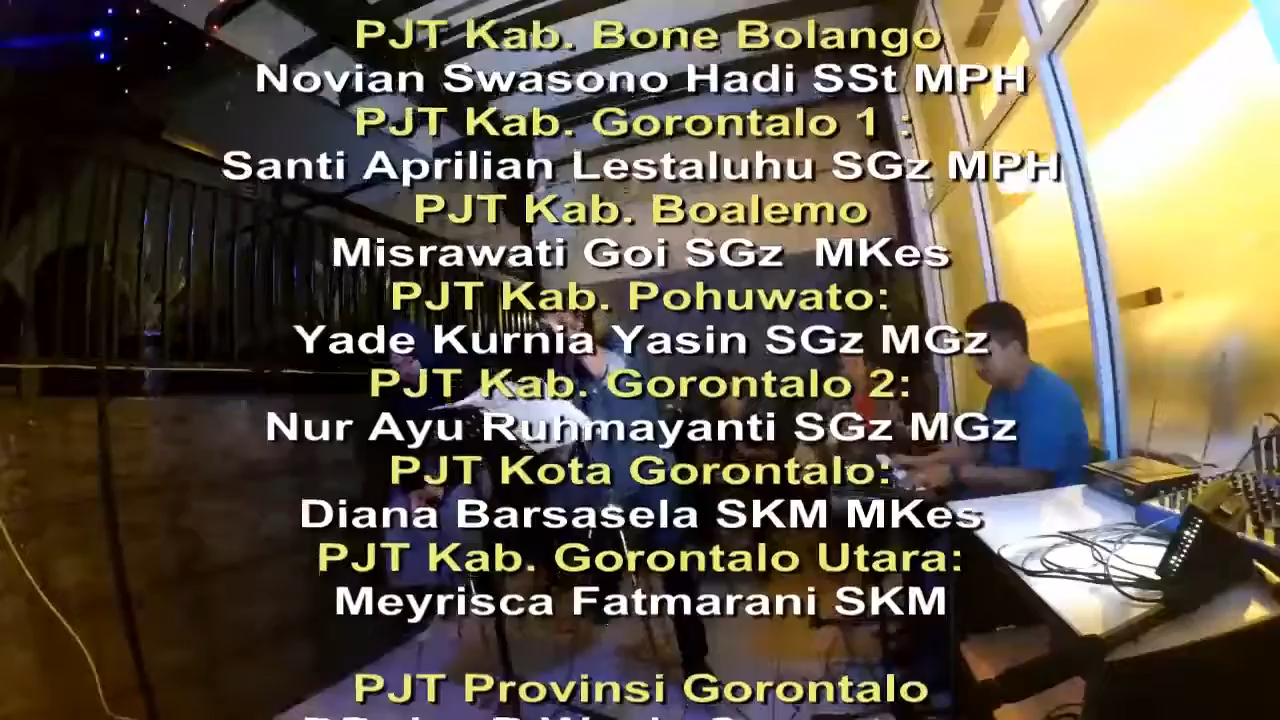 PJT Kab. Bone Bolango
Novian Swasono Hadi SSt MPH
PJT Kab. Gorontalo 1 :
Santi Aprilian Lestaluhu SGz MPH
PJT Kab. Boalemo
Misrawati Goi SGz  MKes
PJT Kab. Pohuwato:
Yade Kurnia Yasin SGz MGz
PJT Kab. Gorontalo 2:
Nur Ayu Ruhmayanti SGz MGz
PJT Kota Gorontalo:
Diana Barsasela SKM MKes
PJT Kab. Gorontalo Utara:
Meyrisca Fatmarani SKM
PJT Provinsi Gorontalo